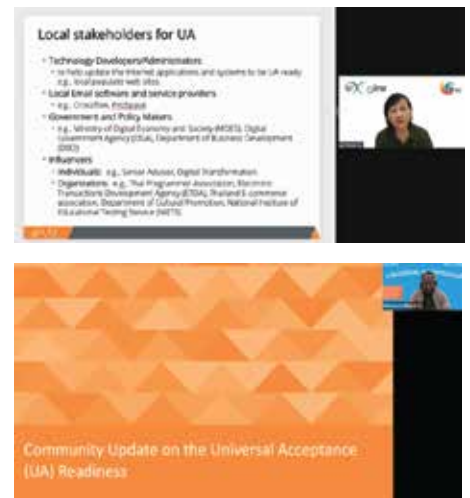 Local stakeholders for UA
• Technology Developers/Administrators
• to help update the Internet applications and systems to be UA ready
e.g., local/populate web sites
• Local Email software and service providers
• e.g.,
• Government and Policy Makers
• e.g., Ministry of Digital Economy and Society (MDES), Digital
Government Agency (DGA), Department of Business Development
(DBD)
• Influencers
• Individuals: e.g., Senior Advisor, Digital Transformation
• Organizations: e.g., Thai Programmer Association, Electronic
Transactions Development Agency (ETDA), Thailand E-commerce
association, Department of Cultural Promotion, National Institute of
Educational Testing Service (NIETS)
Community Update on the Universal Acceptance
(UA) Readiness